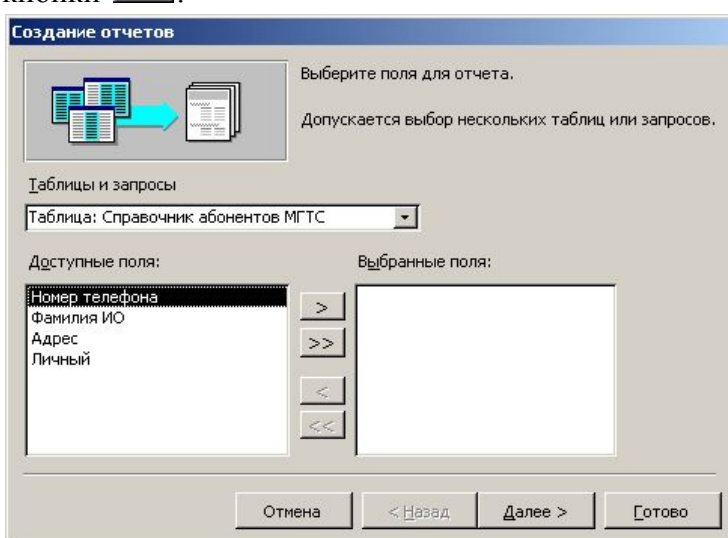 Создание отчетов
Выберите поля для отчета.
Допускается выбор нескольких таблиц или запросов.
Таблицы и запросы
Таблица: Справочник абонентов МГТС
Доступные поля:
Выбранные поля:
Номер телефона
Фамилия ИО
Адрес
Личный
>
>>
<
<<
Отмена
< Назад
Далее >
Готово